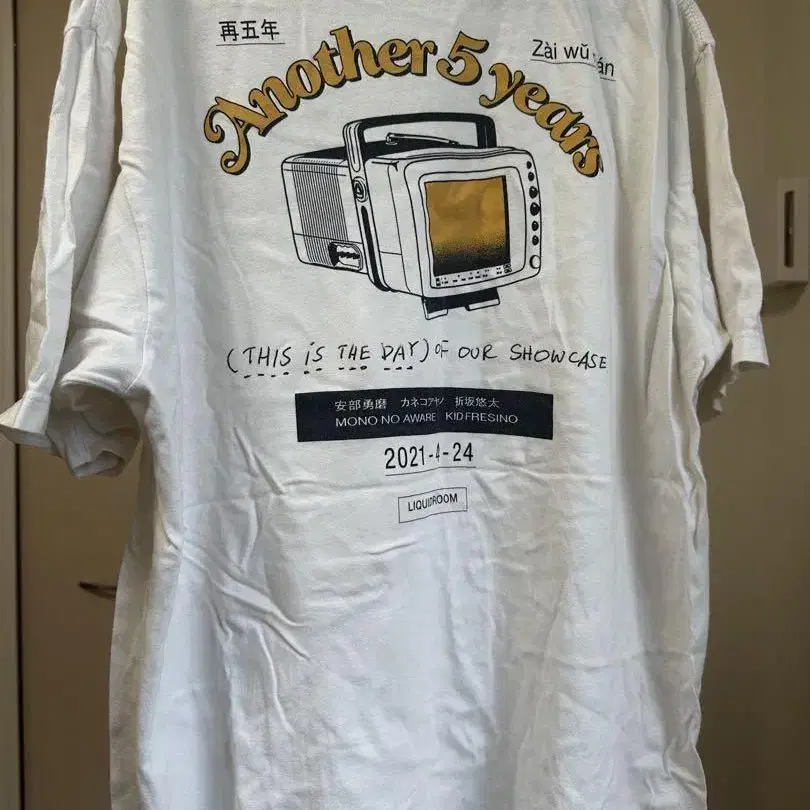 再五年
Zài wǔ
Another 5 years
(THIS iS THE DAY) OF OUR SHOWCASE
安部勇磨 カネコアヤノ 折坂悠太
MONO NO AWARE KID FRESINO
2021-4-24
LIQUIDROOM